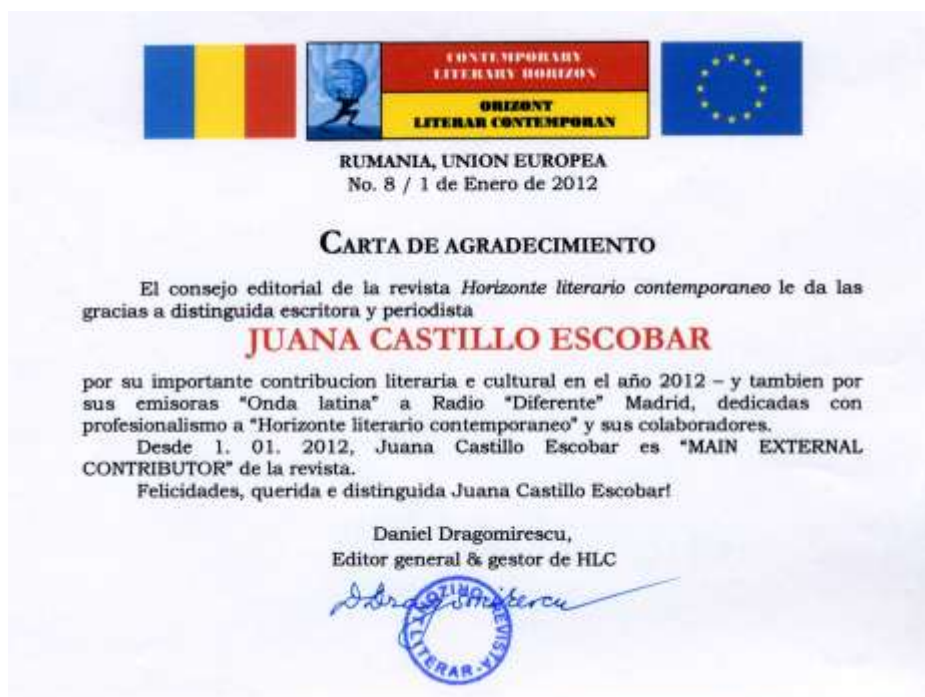 CONTEMPORARY
LITERARY HORIZON
ORIZONT
LITERAR CONTEMPORAN
RUMANIA, UNION EUROPEA
No. 8 / 1 de Enero de 2012
CARTA DE AGRADECIMIENTO
El consejo editorial de la revista Horizonte literario contemporaneo le da las
gracias a distinguida escritora y periodista
JUANA CASTILLO ESCOBAR
por su importante contribucion literaria e cultural en el año 2012 – y tambien por
sus emisoras "Onda latina" a Radio "Diferente" Madrid, dedicadas con
profesionalismo a "Horizonte literario contemporaneo" y sus colaboradores.
Desde 1. 01. 2012, Juana Castillo Escobar es "MAIN EXTERNAL
CONTRIBUTOR" de la revista.
Felicidades, querida e distinguida Juana Castillo Escobar!
Daniel Dragomirescu,
Editor general & gestor de HLC
D Dragomirescu
REVISTA
LITERAR